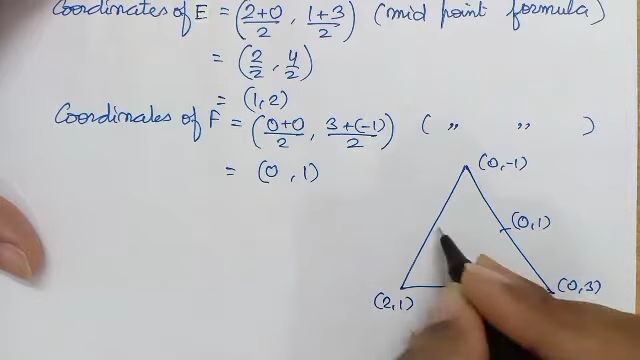 Coordinates of E = (2+0/2, 1+3/2) (mid point formula)
= (2/2, 4/2)
= (1,2)
Coordinates of F = (0+0/2, 3+(-1)/2) ( ,, ,, )
= (0, 1)
(0,-1)
(0,1)
(2,1)
(0,3)